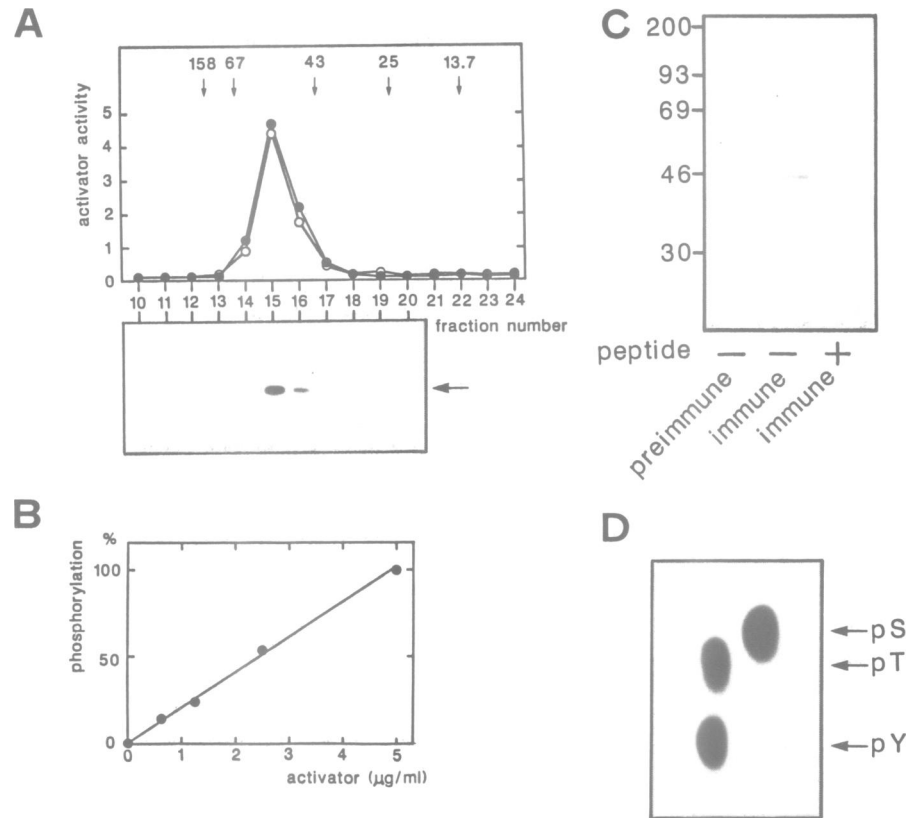 A
158 67 43 25 13.7
activator activity
5
4
3
2
1
0
10 11 12 13 14 15 16 17 18 19 20 21 22 23 24
fraction number
B
%
phosphorylation
100
50
0
0 1 2 3 4 5
activator (μg/ml)
C
200
93
69
46
30
peptide − − +
preimmune
immune
immune
D
pS
pT
pY